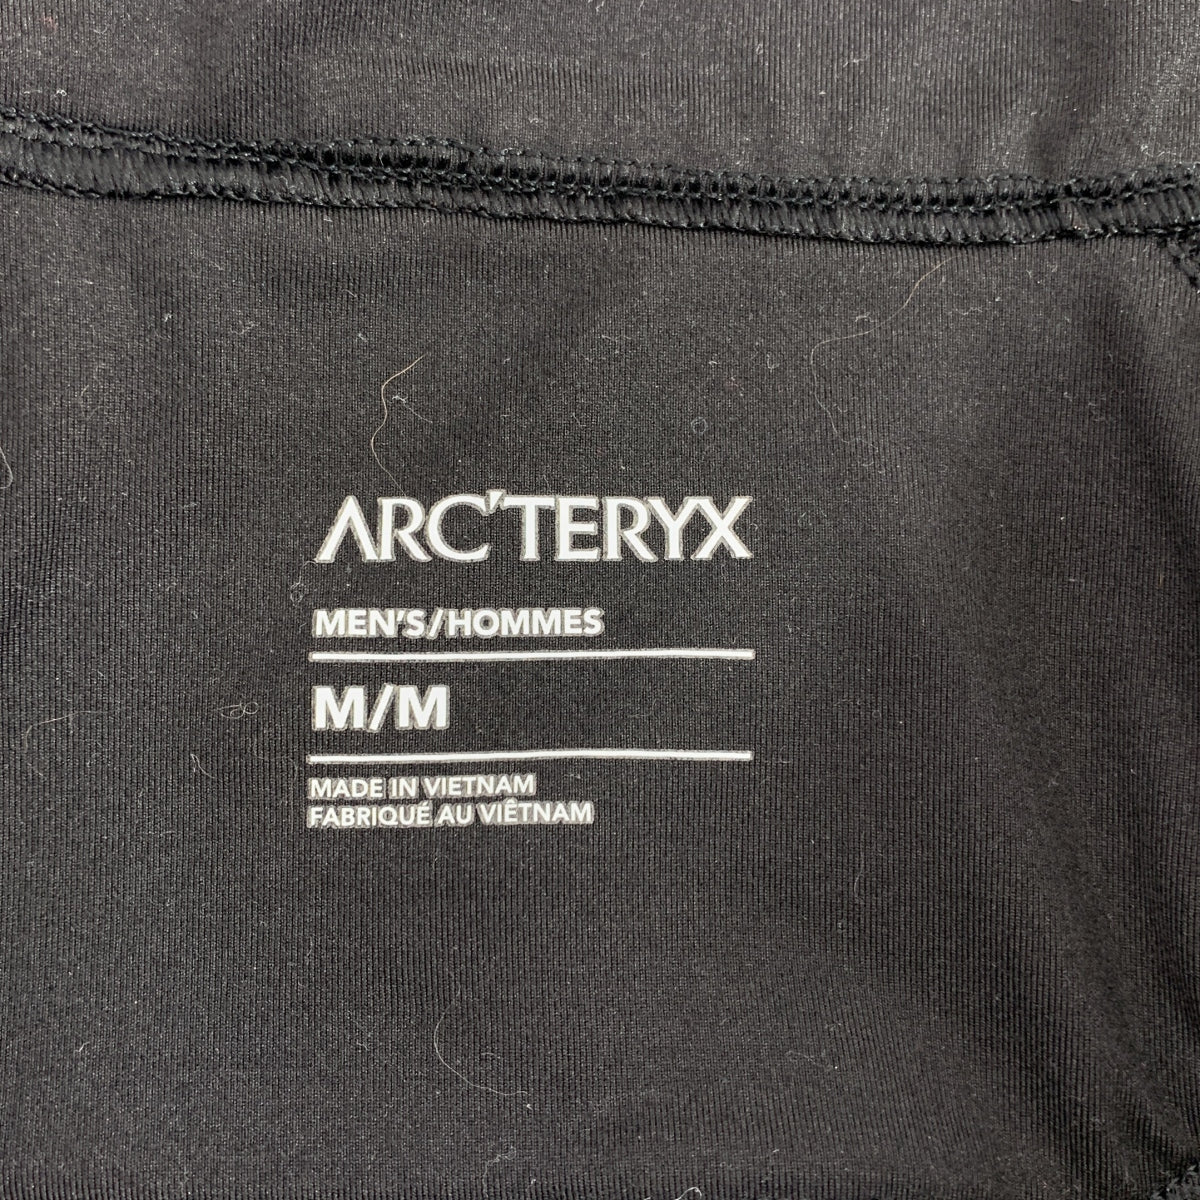 ARC'TERYX
MEN'S/HOMMES
M/M
MADE IN VIETNAM
FABRIQUÉ AU VIÊTNAM